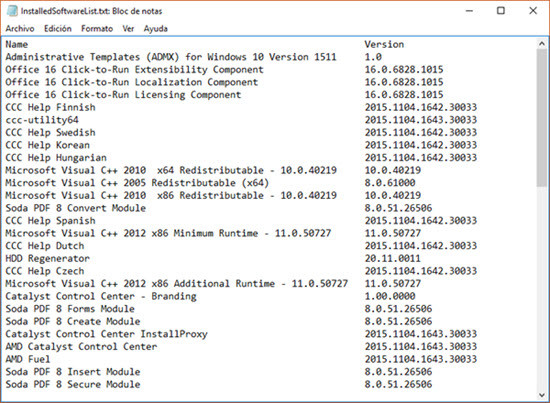 InstalledSoftwareList.txt: Bloc de notas
Archivo Edición Formato Ver Ayuda
Name Version
Administrative Templates (ADMX) for Windows 10 Version 1511 1.0
Office 16 Click-to-Run Extensibility Component 16.0.6828.1015
Office 16 Click-to-Run Localization Component 16.0.6828.1015
Office 16 Click-to-Run Licensing Component 16.0.6828.1015
CCC Help Finnish 2015.1104.1642.30033
ccc-utility64 2015.1104.1643.30033
CCC Help Swedish 2015.1104.1642.30033
CCC Help Korean 2015.1104.1642.30033
CCC Help Hungarian 2015.1104.1642.30033
Microsoft Visual C++ 2010  x64 Redistributable - 10.0.40219 10.0.40219
Microsoft Visual C++ 2005 Redistributable (x64) 8.0.61000
Microsoft Visual C++ 2010  x86 Redistributable - 10.0.40219 10.0.40219
Soda PDF 8 Convert Module 8.0.51.26506
CCC Help Spanish 2015.1104.1642.30033
Microsoft Visual C++ 2012 x86 Minimum Runtime - 11.0.50727 11.0.50727
CCC Help Dutch 2015.1104.1642.30033
HDD Regenerator 20.11.0011
CCC Help Czech 2015.1104.1642.30033
Microsoft Visual C++ 2012 x86 Additional Runtime - 11.0.50727 11.0.50727
Catalyst Control Center - Branding 1.00.0000
Soda PDF 8 Forms Module 8.0.51.26506
Soda PDF 8 Create Module 8.0.51.26506
Catalyst Control Center InstallProxy 2015.1104.1643.30033
AMD Catalyst Control Center 2015.1104.1643.30033
AMD Fuel 2015.1104.1643.30033
Soda PDF 8 Insert Module 8.0.51.26506
Soda PDF 8 Secure Module 8.0.51.26506